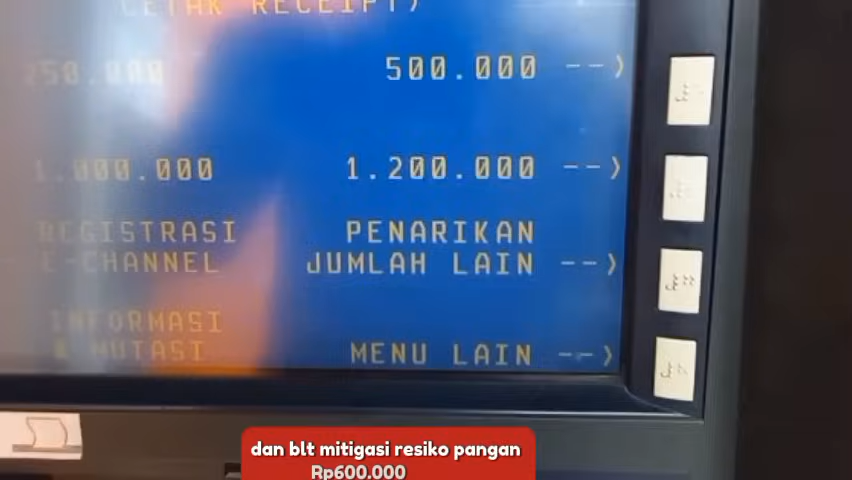 CETAK RECEIPT)
250.000 500.000 -->
1.000.000 1.200.000 -->
REGISTRASI PENARIKAN
E-CHANNEL JUMLAH LAIN -->
INFORMASI
& MUTASI MENU LAIN -->
dan blt mitigasi resiko pangan
Rp600.000